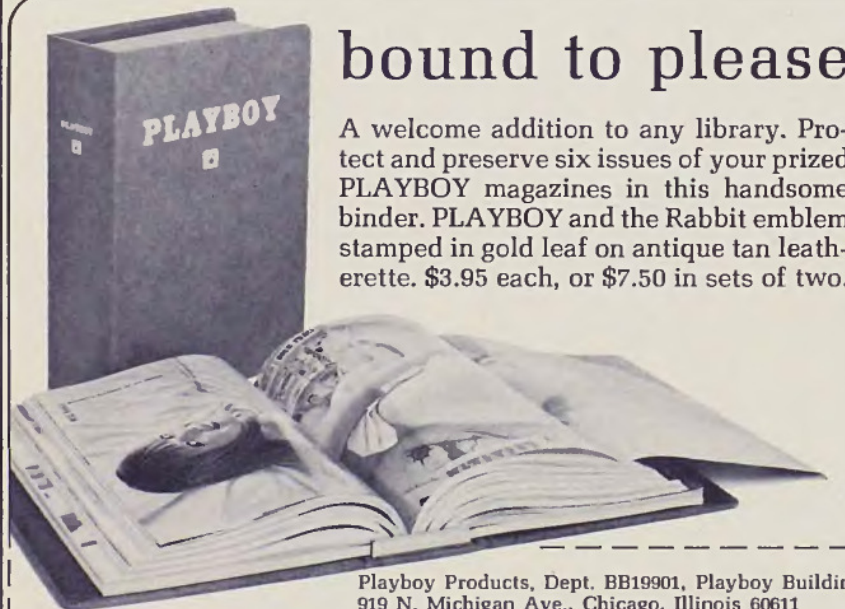 bound to please
PLAYBOY
PLAYBOY
A welcome addition to any library. Pro-
tect and preserve six issues of your prized
PLAYBOY magazines in this handsome
binder. PLAYBOY and the Rabbit emblem
stamped in gold leaf on antique tan leath-
erette. $3.95 each, or $7.50 in sets of two.
Playboy Products, Dept. BB19901, Playboy Buildin
919 N. Michigan Ave., Chicago, Illinois 60611